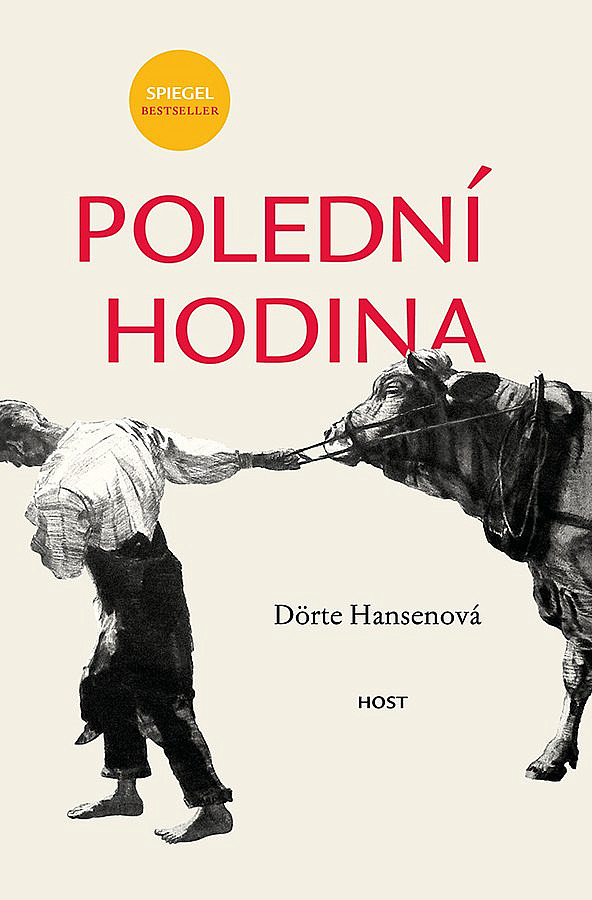 SPIEGEL
BESTSELLER
POLEDNÍ
HODINA
Dörte Hansenová
HOST